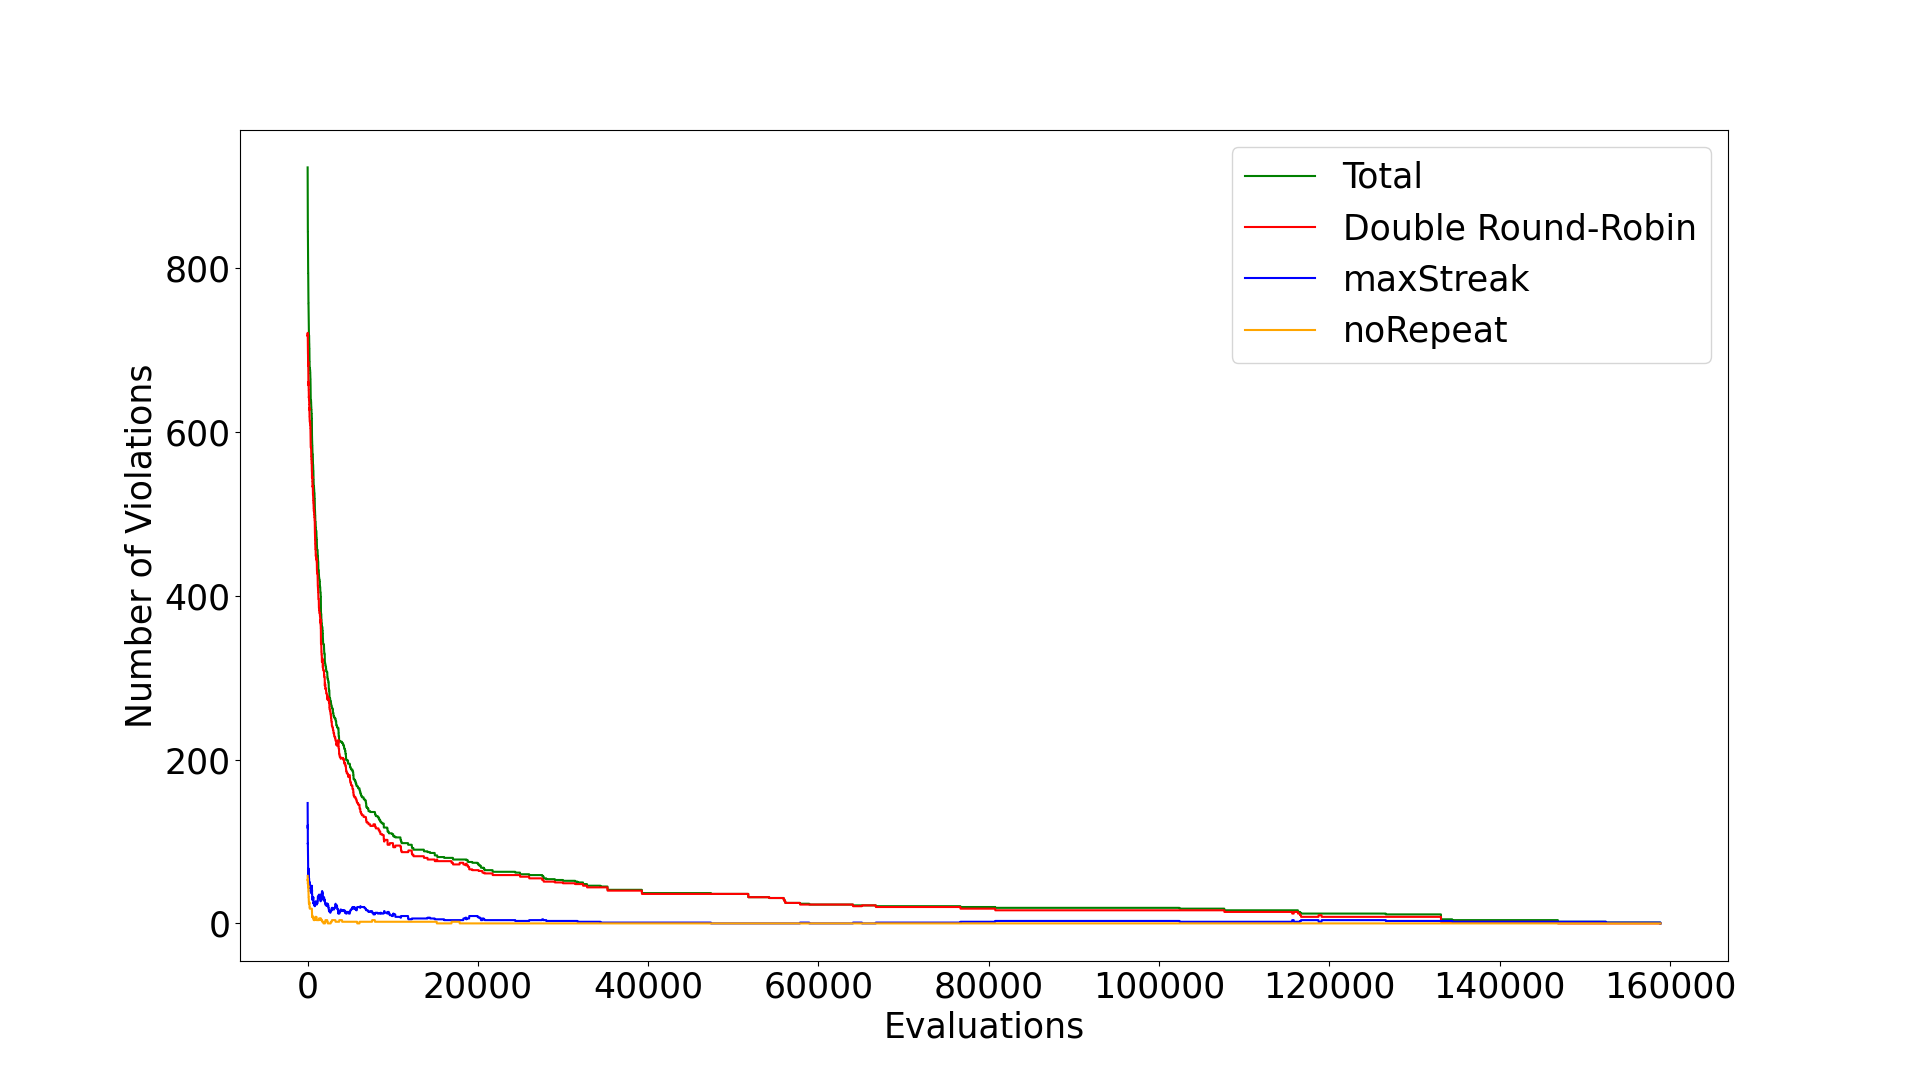 Total
Double Round-Robin
maxStreak
noRepeat
Number of Violations
800
600
400
200
0
0 20000 40000 60000 80000 100000 120000 140000 160000
Evaluations